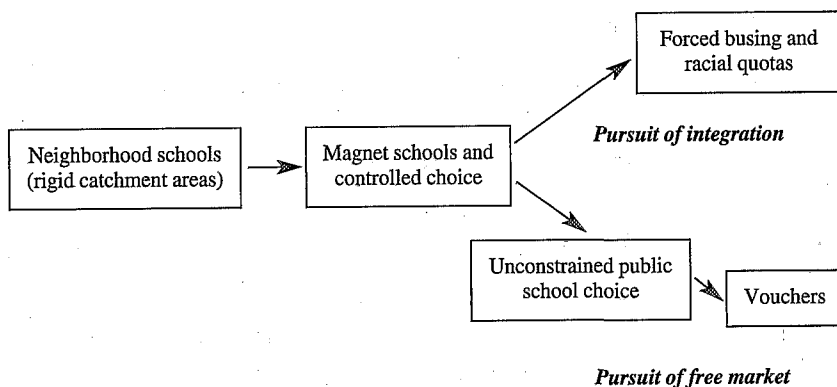 Forced busing and
racial quotas
Pursuit of integration
Neighborhood schools
(rigid catchment areas)
Magnet schools and
controlled choice
Unconstrained public
school choice
Vouchers
Pursuit of free market